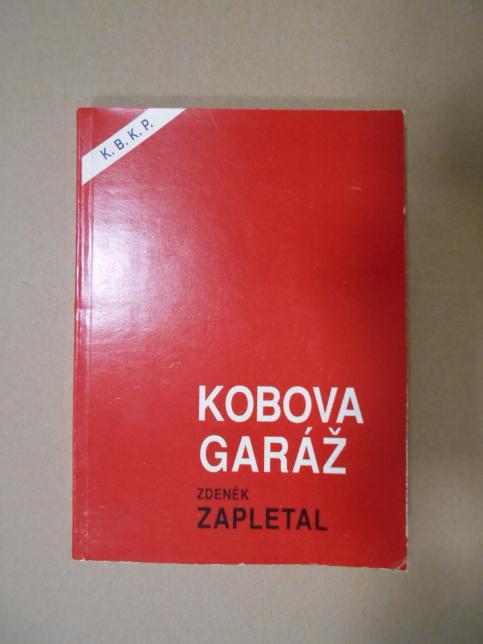 K. B. K. P.
KOBOVA
GARÁŽ
ZDENĚK
ZAPLETAL